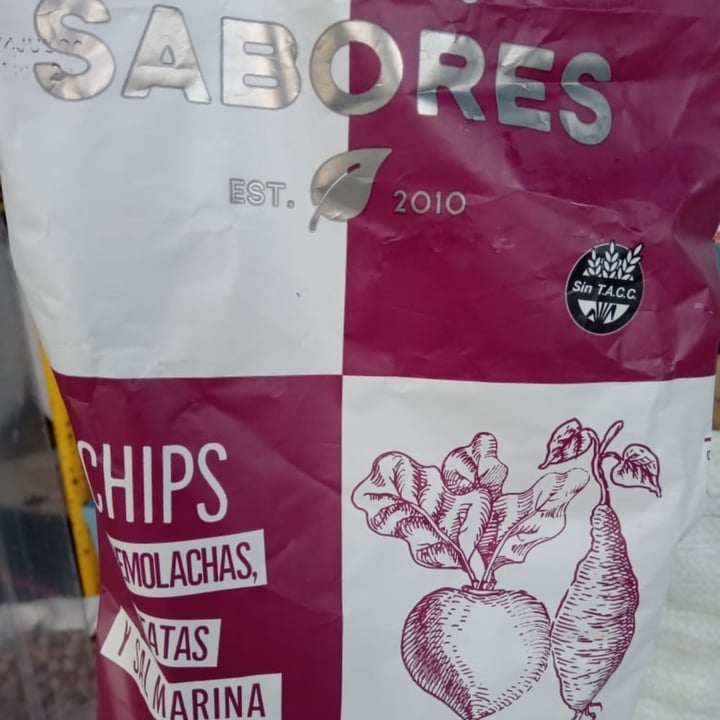 SABORES
EST. 2010
Sin T.A.C.C.
CHIPS
EMOLACHAS,
ATAS
Y SAL MARINA